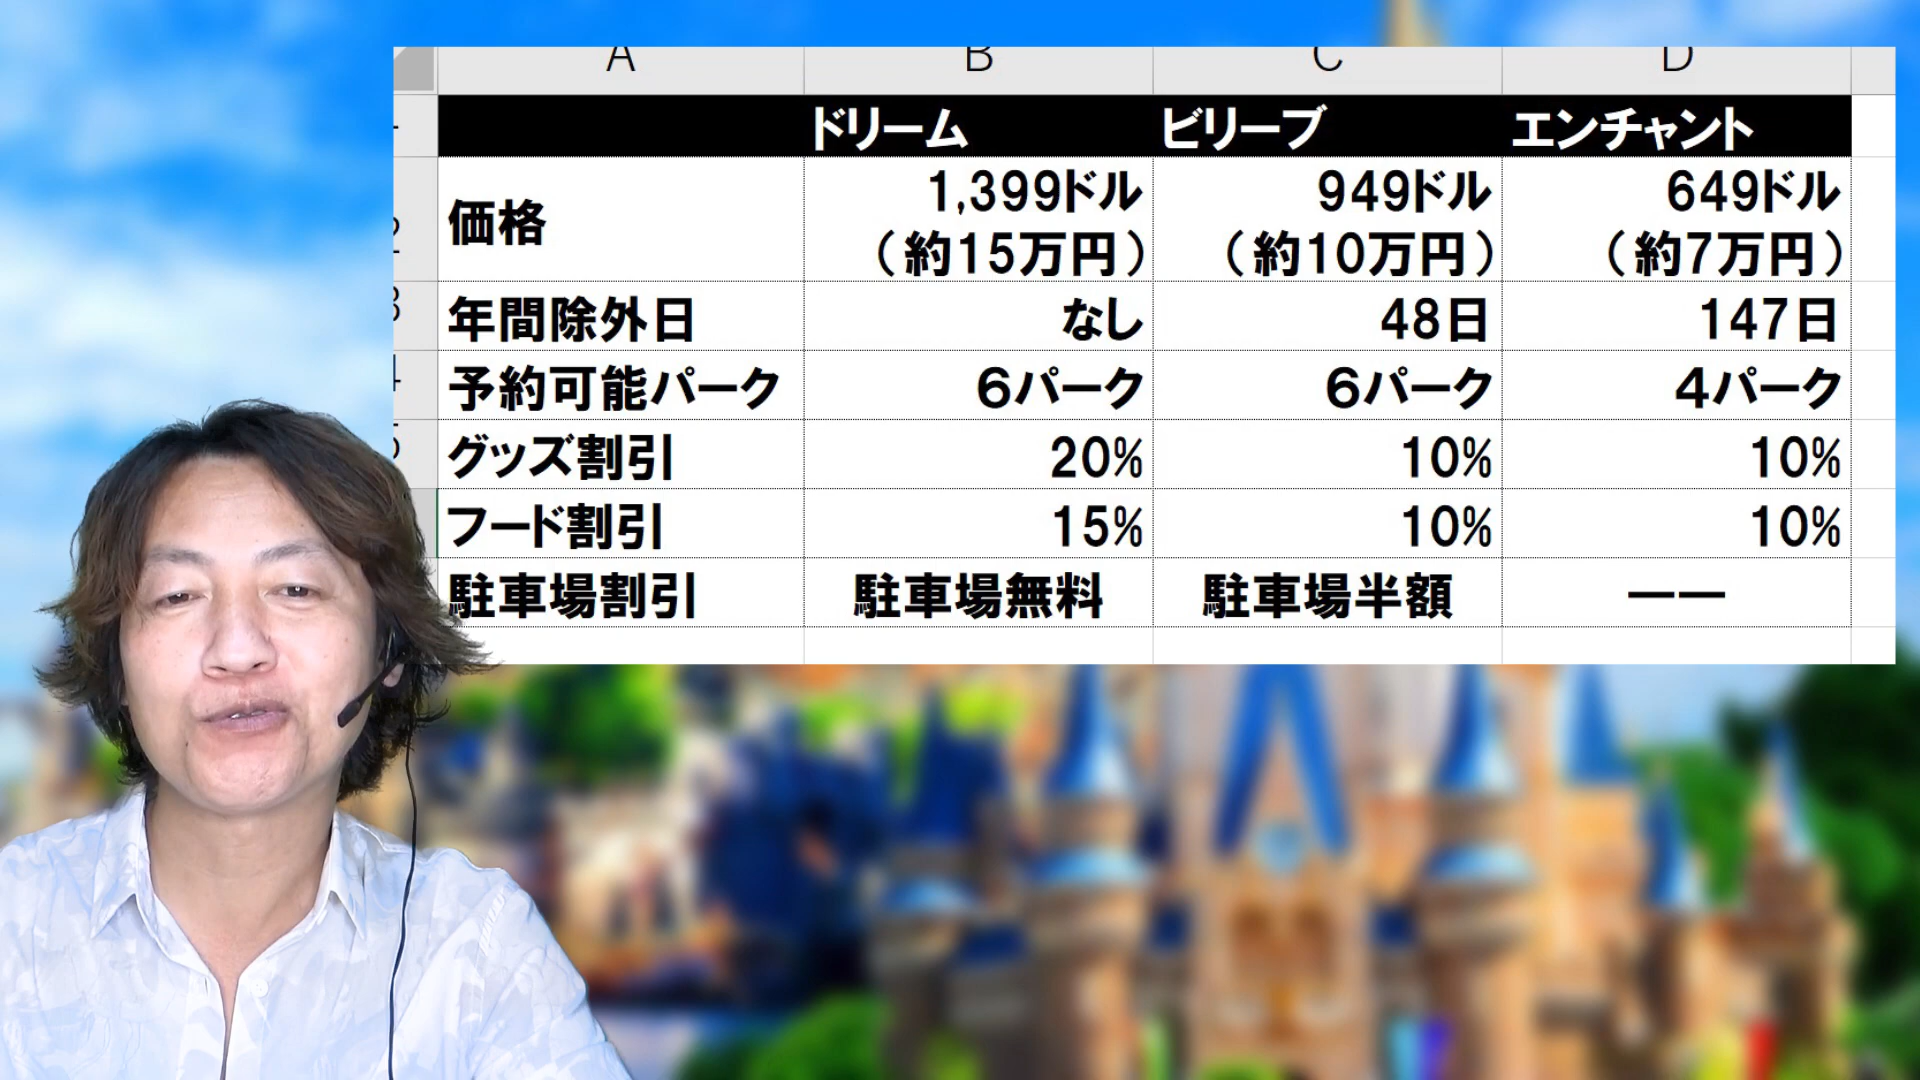 A B C D
ドリーム ビリーブ エンチャント
価格 1,399ドル 949ドル 649ドル
（約15万円） （約10万円） （約7万円）
年間除外日 なし 48日 147日
予約可能パーク 6パーク 6パーク 4パーク
グッズ割引 20% 10% 10%
フード割引 15% 10% 10%
駐車場割引 駐車場無料 駐車場半額 ーー